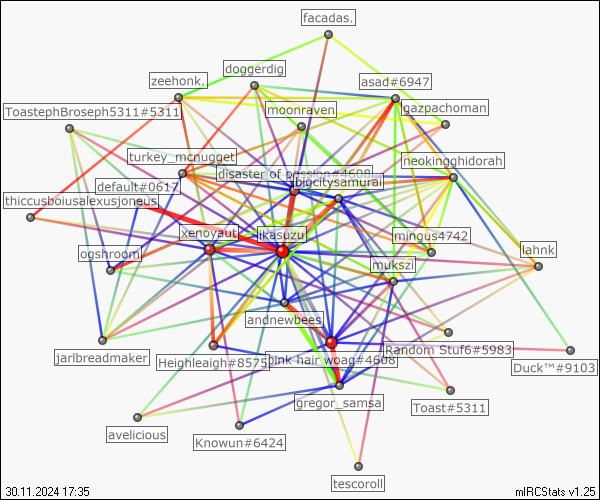 facadas.
doggerdig
zeehonk.
asad#6947
ToastephBroseph5311#5311
moonraven
gazpachoman
turkey_mcnugget
neokingghidorah
disaster of passion#4608
bigcitysamurai
default#0617
thiccusboiusalexusjoneus
xenoyaut
ikasuzu
mingus4742
ogshroom
mukszi
lahnk
andnewbees
jarlbreadmaker
Heighleaigh#8575
pink hair woag#4608
Random Stuf6#5983
Duck™#9103
gregor_samsa
Toast#5311
avelicious
Knowun#6424
tescoroll
30.11.2024 17:35
mIRCStats v1.25